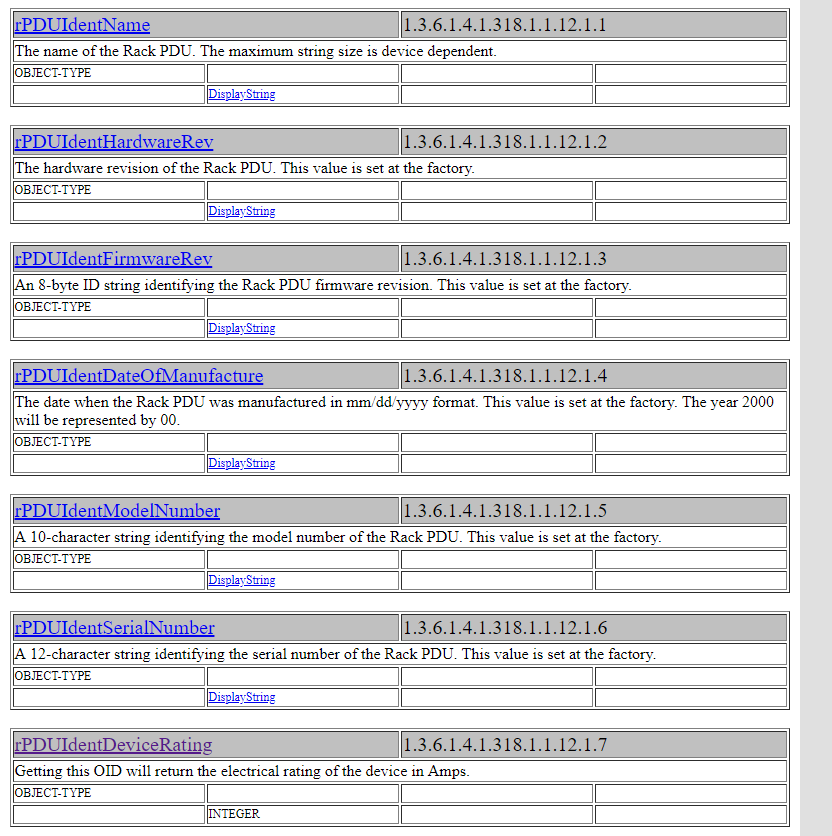 rPDUIdentName 1.3.6.1.4.1.318.1.1.12.1.1
The name of the Rack PDU. The maximum string size is device dependent.
OBJECT-TYPE
DisplayString
rPDUIdentHardwareRev 1.3.6.1.4.1.318.1.1.12.1.2
The hardware revision of the Rack PDU. This value is set at the factory.
OBJECT-TYPE
DisplayString
rPDUIdentFirmwareRev 1.3.6.1.4.1.318.1.1.12.1.3
An 8-byte ID string identifying the Rack PDU firmware revision. This value is set at the factory.
OBJECT-TYPE
DisplayString
rPDUIdentDateOfManufacture 1.3.6.1.4.1.318.1.1.12.1.4
The date when the Rack PDU was manufactured in mm/dd/yyyy format. This value is set at the factory. The year 2000
will be represented by 00.
OBJECT-TYPE
DisplayString
rPDUIdentModelNumber 1.3.6.1.4.1.318.1.1.12.1.5
A 10-character string identifying the model number of the Rack PDU. This value is set at the factory.
OBJECT-TYPE
DisplayString
rPDUIdentSerialNumber 1.3.6.1.4.1.318.1.1.12.1.6
A 12-character string identifying the serial number of the Rack PDU. This value is set at the factory.
OBJECT-TYPE
DisplayString
rPDUIdentDeviceRating 1.3.6.1.4.1.318.1.1.12.1.7
Getting this OID will return the electrical rating of the device in Amps.
OBJECT-TYPE
INTEGER